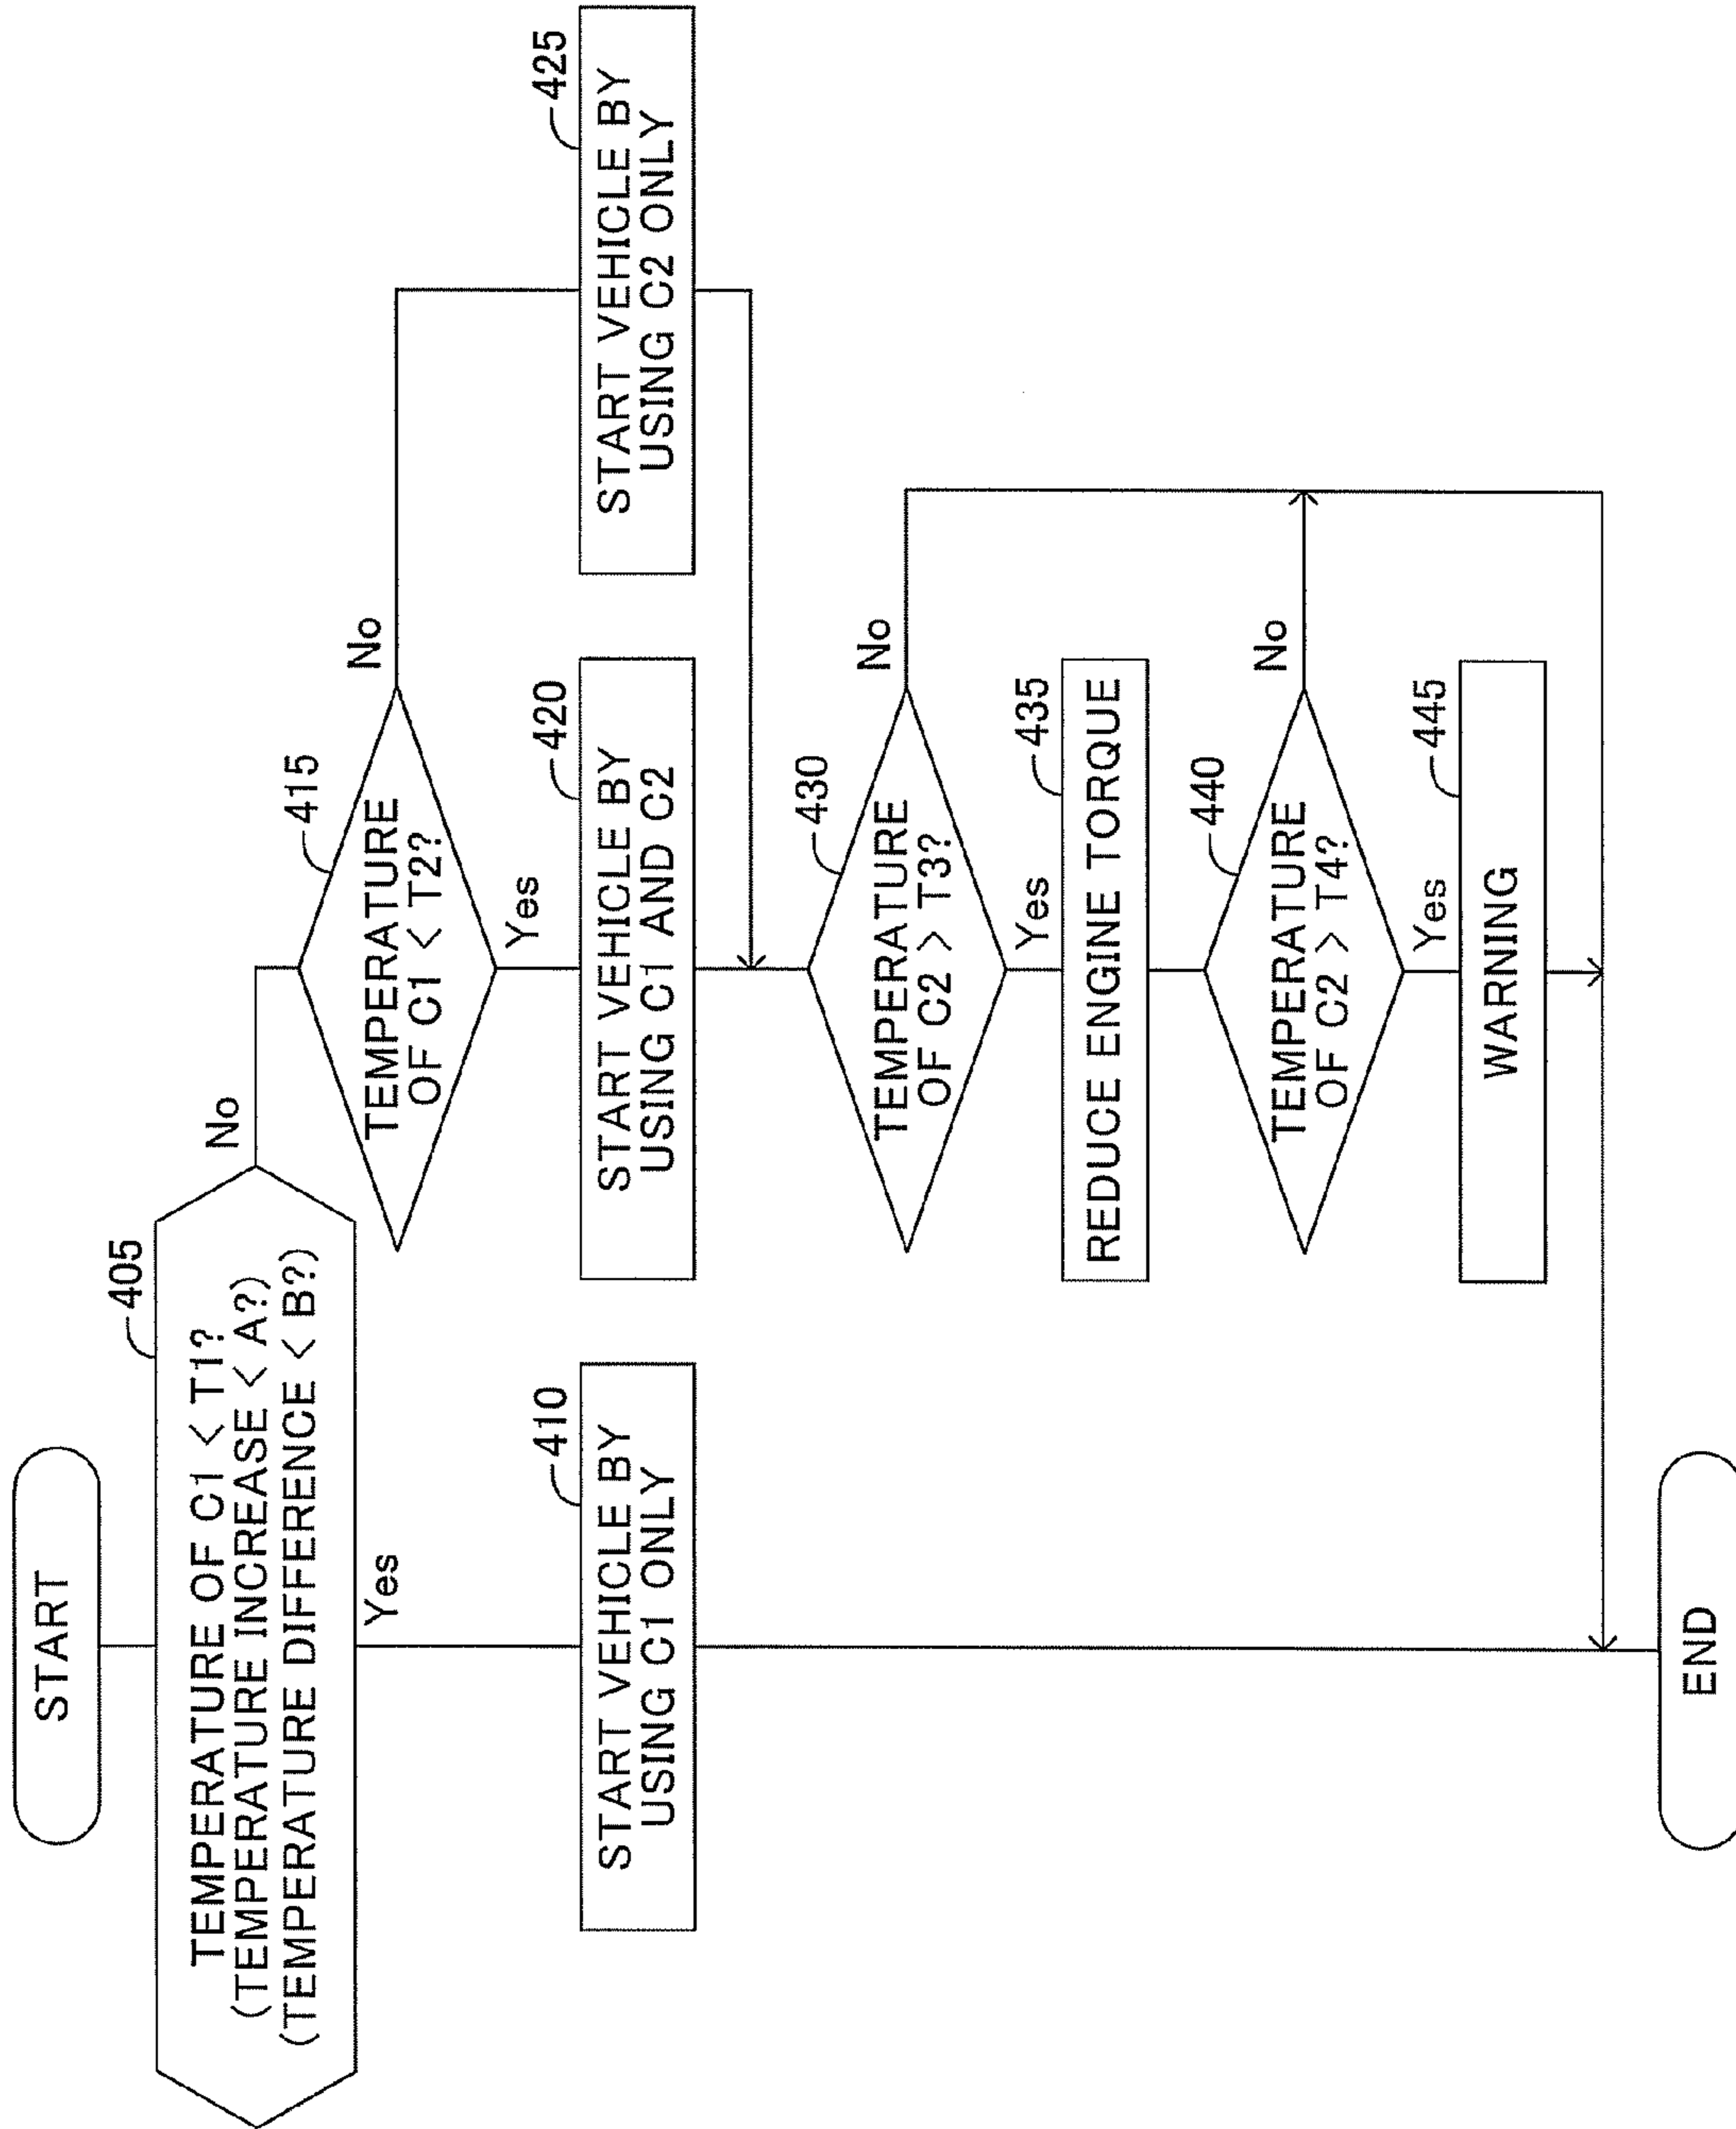 START
405
TEMPERATURE OF C1 < T1?
(TEMPERATURE INCREASE < A?)
(TEMPERATURE DIFFERENCE < B?)
No
Yes
415
TEMPERATURE
OF C1 < T2?
No
Yes
410
START VEHICLE BY
USING C1 ONLY
420
START VEHICLE BY
USING C1 AND C2
425
START VEHICLE BY
USING C2 ONLY
430
TEMPERATURE
OF C2 > T3?
No
Yes
435
REDUCE ENGINE TORQUE
440
TEMPERATURE
OF C2 > T4?
No
Yes
445
WARNING
END